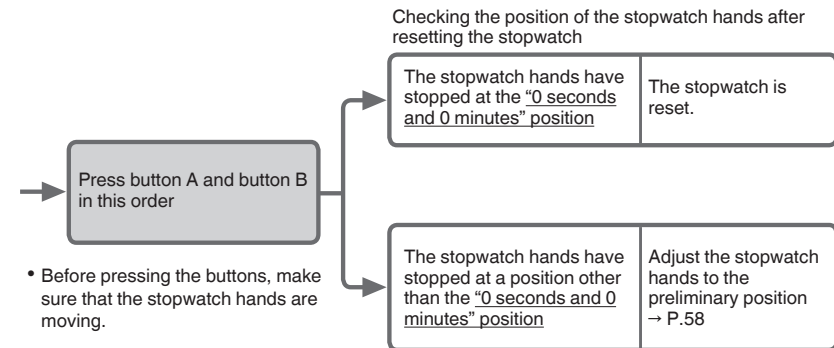 Checking the position of the stopwatch hands after
resetting the stopwatch
The stopwatch hands have
stopped at the “0 seconds
and 0 minutes” position
The stopwatch is
reset.
Press button A and button B
in this order
• Before pressing the buttons, make
sure that the stopwatch hands are
moving.
The stopwatch hands have
stopped at a position other
than the “0 seconds and 0
minutes” position
Adjust the stopwatch
hands to the
preliminary position
→ P.58